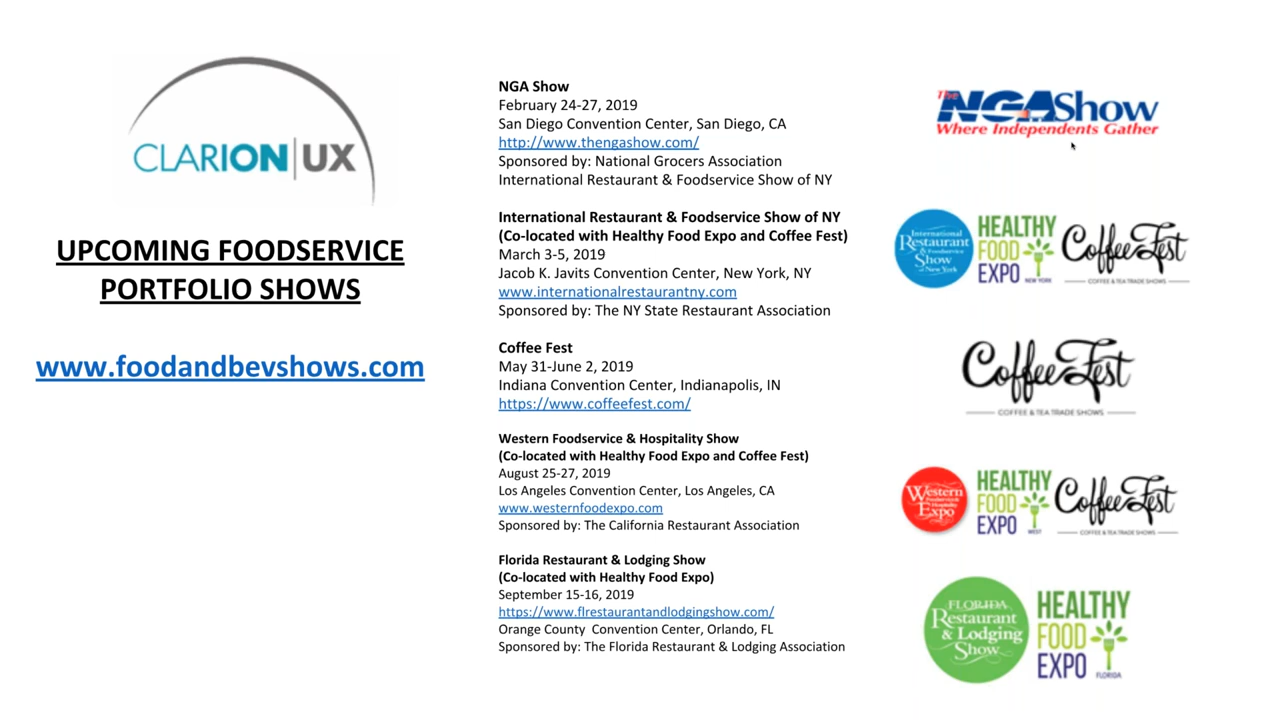 CLARION|UX
UPCOMING FOODSERVICE
PORTFOLIO SHOWS
www.foodandbevshows.com
NGA Show
February 24-27, 2019
San Diego Convention Center, San Diego, CA
http://www.thengashow.com/
Sponsored by: National Grocers Association
International Restaurant & Foodservice Show of NY
International Restaurant & Foodservice Show of NY
(Co-located with Healthy Food Expo and Coffee Fest)
March 3-5, 2019
Jacob K. Javits Convention Center, New York, NY
www.internationalrestaurantny.com
Sponsored by: The NY State Restaurant Association
Coffee Fest
May 31-June 2, 2019
Indiana Convention Center, Indianapolis, IN
https://www.coffeefest.com/
Western Foodservice & Hospitality Show
(Co-located with Healthy Food Expo and Coffee Fest)
August 25-27, 2019
Los Angeles Convention Center, Los Angeles, CA
www.westernfoodexpo.com
Sponsored by: The California Restaurant Association
Florida Restaurant & Lodging Show
(Co-located with Healthy Food Expo)
September 15-16, 2019
https://www.flrestaurantandlodgingshow.com/
Orange County  Convention Center, Orlando, FL
Sponsored by: The Florida Restaurant & Lodging Association
The NGA Show
Where Independents Gather
International
Restaurant
& Foodservice
Show
of New York
HEALTHY
FOOD
EXPO
NEW YORK
Coffee Fest
COFFEE & TEA TRADE SHOWS
Coffee Fest
COFFEE & TEA TRADE SHOWS
Western
Foodservice &
Hospitality
Expo
HEALTHY
FOOD
EXPO
WEST
Coffee Fest
COFFEE & TEA TRADE SHOWS
FLORIDA
Restaurant
& Lodging
Show
HEALTHY
FOOD
EXPO
FLORIDA